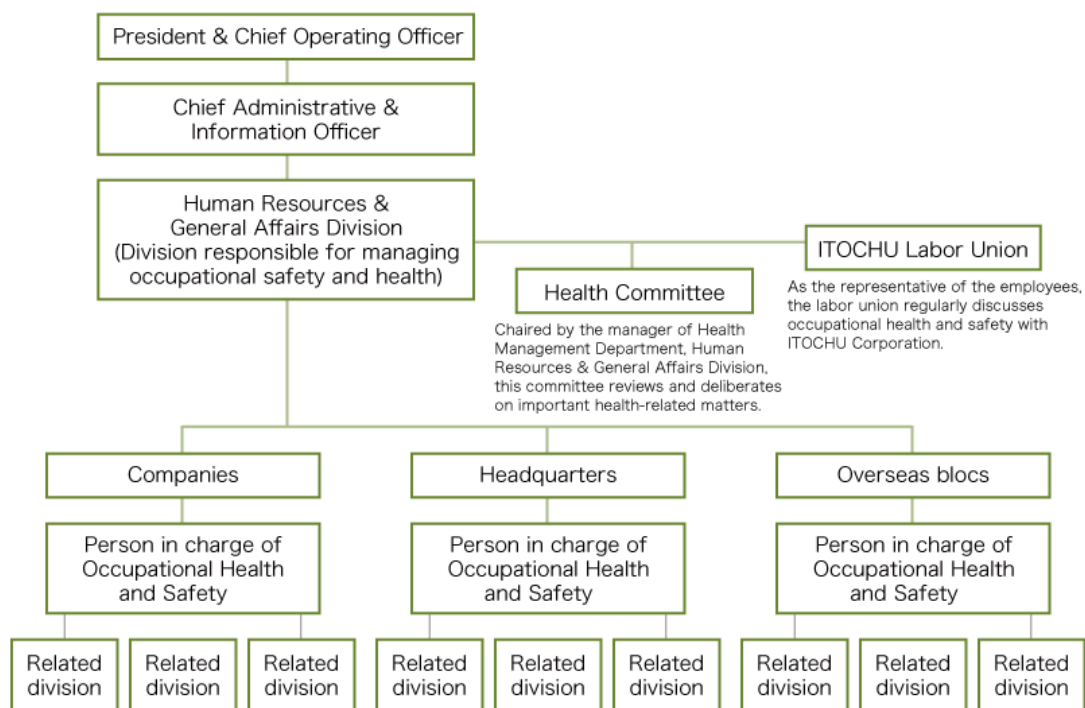 President & Chief Operating Officer
Chief Administrative &
Information Officer
Human Resources &
General Affairs Division
(Division responsible for managing
occupational safety and health)
ITOCHU Labor Union
As the representative of the employees,
the labor union regularly discusses
occupational health and safety with
ITOCHU Corporation.
Health Committee
Chaired by the manager of Health
Management Department, Human
Resources & General Affairs Division,
this committee reviews and deliberates
on important health-related matters.
Companies
Headquarters
Overseas blocs
Person in charge of
Occupational Health
and Safety
Person in charge of
Occupational Health
and Safety
Person in charge of
Occupational Health
and Safety
Related
division
Related
division
Related
division
Related
division
Related
division
Related
division
Related
division
Related
division
Related
division